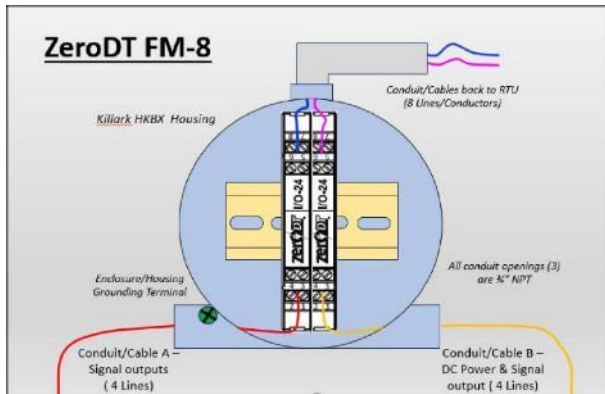 ZeroDT FM-8
Conduit/Cables back to RTU
(8 Lines/Conductors)
Killark HKBX Housing
I/O-24
I/O-24
ZeroDT
ZeroDT
Enclosure/Housing
Grounding Terminal
All conduit openings (3)
are ¾" NPT
Conduit/Cable A –
Signal outputs
( 4 Lines)
Conduit/Cable B –
DC Power & Signal
output ( 4 Lines)